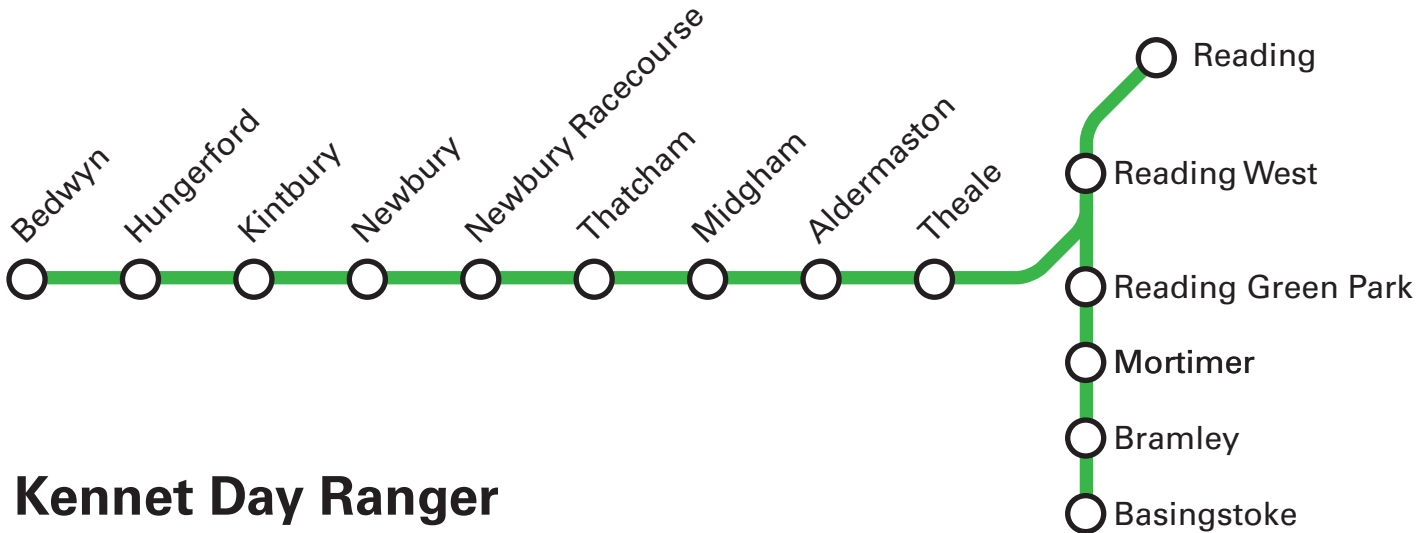 Bedwyn
Hungerford
Kintbury
Newbury
Newbury Racecourse
Thatcham
Midgham
Aldermaston
Theale
Reading
Reading West
Reading Green Park
Mortimer
Bramley
Basingstoke
Kennet Day Ranger